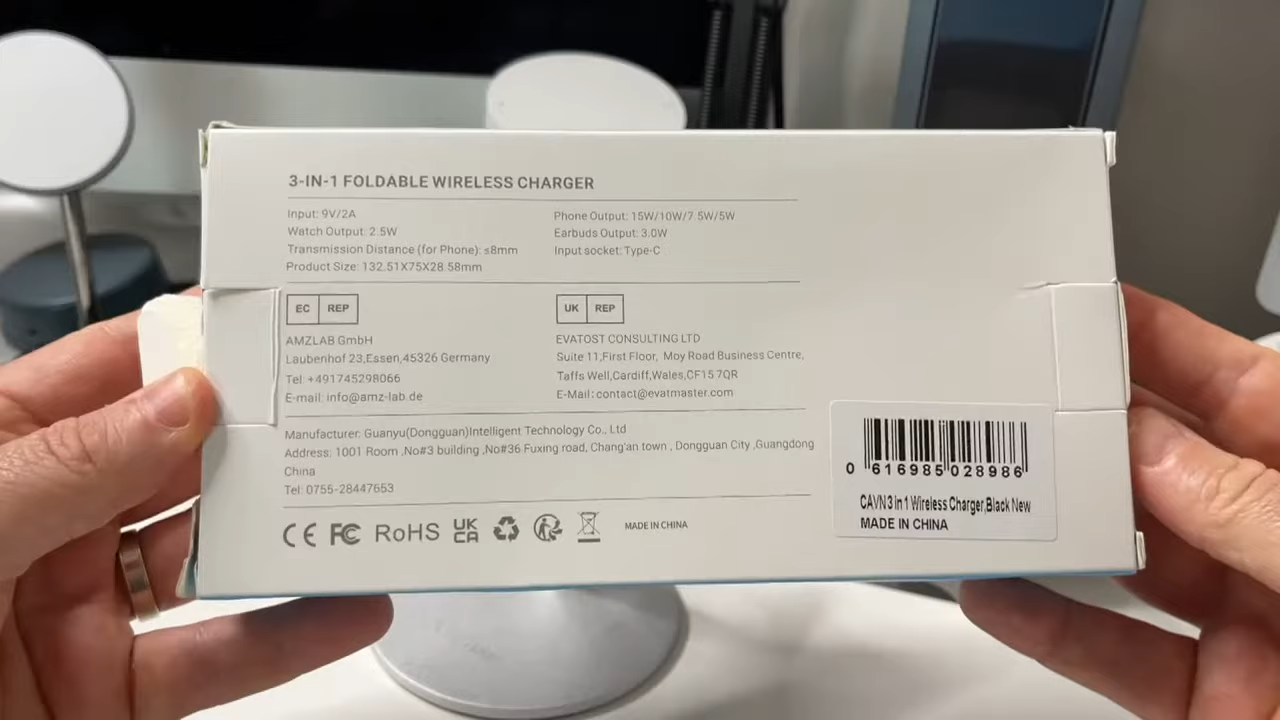 3-IN-1 FOLDABLE WIRELESS CHARGER
Input: 9V/2A
Watch Output: 2.5W
Transmission Distance (for Phone): ≤8mm
Product Size: 132.51X75X28.58mm
Phone Output: 15W/10W/7.5W/5W
Earbuds Output: 3.0W
Input socket: Type-C
EC REP
AMZLAB GmbH
Laubenhof 23,Essen,45326 Germany
Tel: +491745298066
E-mail: info@amz-lab.de
UK REP
EVATOST CONSULTING LTD
Suite 11,First Floor, Moy Road Business Centre,
Taffs Well,Cardiff,Wales,CF15 7QR
E-Mail: contact@evatmaster.com
Manufacturer: Guanyu(Dongguan)Intelligent Technology Co., Ltd
Address: 1001 Room ,No#3 building ,No#36 Fuxing road, Chang'an town , Dongguan City ,Guangdong
China
Tel: 0755-28447653
CE FC RoHS UK CA MADE IN CHINA
0 616985 028986
CAVN 3 in 1 Wireless Charger,Black New
MADE IN CHINA